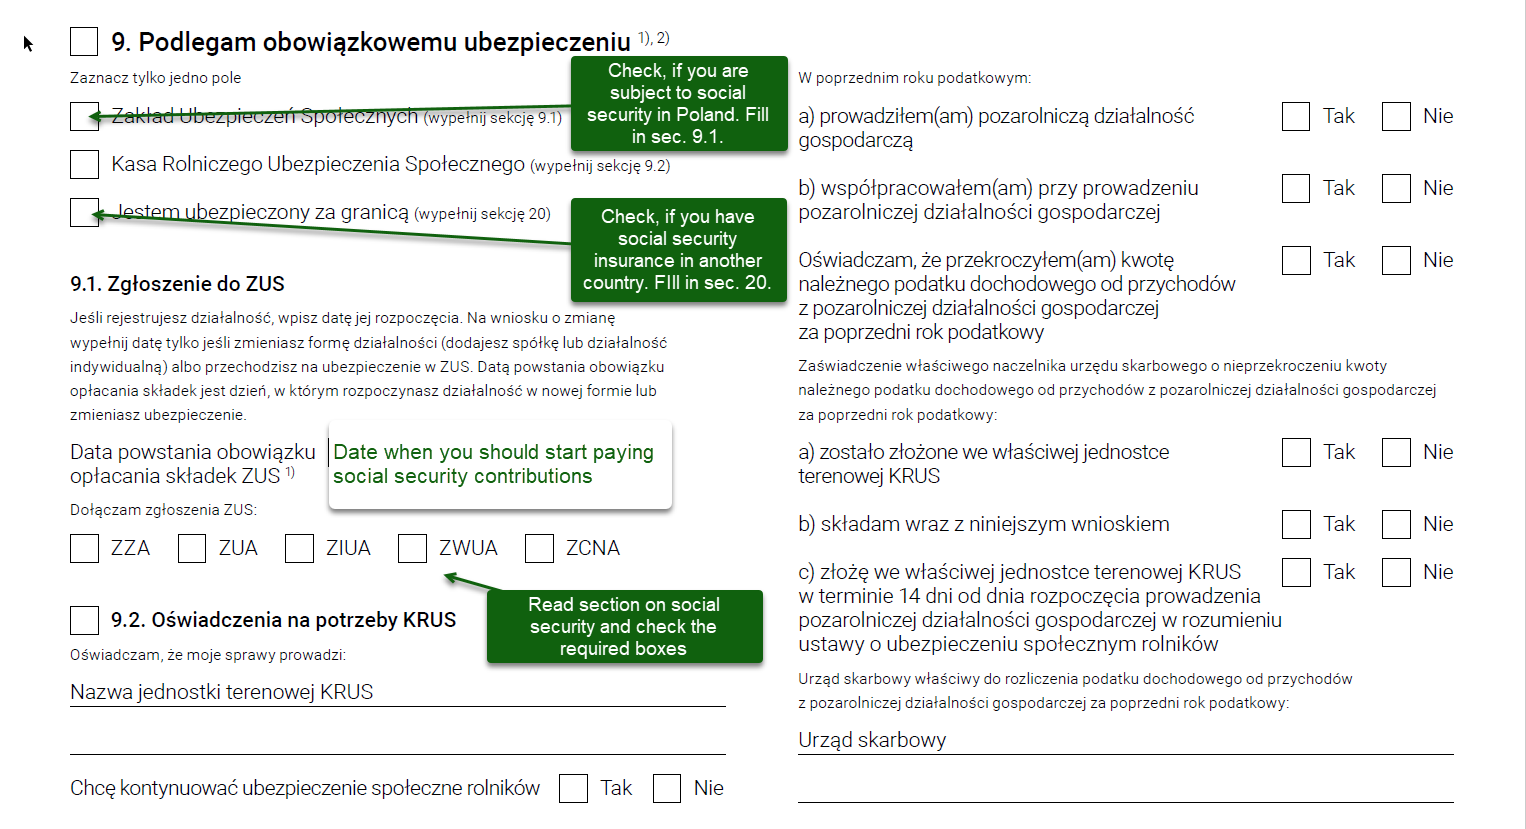 9. Podlegam obowiązkowemu ubezpieczeniu 1), 2)
Zaznacz tylko jedno pole
Zakład Ubezpieczeń Społecznych (wypełnij sekcję 9.1)
Check, if you are
subject to social
security in Poland. Fill
in sec. 9.1.
Kasa Rolniczego Ubezpieczenia Społecznego (wypełnij sekcję 9.2)
Jestem ubezpieczony za granicą (wypełnij sekcję 20)
Check, if you have
social security
insurance in another
country. FIll in sec. 20.
9.1. Zgłoszenie do ZUS
Jeśli rejestrujesz działalność, wpisz datę jej rozpoczęcia. Na wniosku o zmianę
wypełnij datę tylko jeśli zmieniasz formę działalności (dodajesz spółkę lub działalność
indywidualną) albo przechodzisz na ubezpieczenie w ZUS. Datą powstania obowiązku
opłacania składek jest dzień, w którym rozpoczynasz działalność w nowej formie lub
zmieniasz ubezpieczenie.
Data powstania obowiązku
opłacania składek ZUS 1)
Date when you should start paying
social security contributions
Dołączam zgłoszenia ZUS:
ZZA ZUA ZIUA ZWUA ZCNA
Read section on social
security and check the
required boxes
9.2. Oświadczenia na potrzeby KRUS
Oświadczam, że moje sprawy prowadzi:
Nazwa jednostki terenowej KRUS
Chcę kontynuować ubezpieczenie społeczne rolników Tak Nie
W poprzednim roku podatkowym:
a) prowadziłem(am) pozarolniczą działalność Tak Nie
gospodarczą
b) współpracowałem(am) przy prowadzeniu Tak Nie
pozarolniczej działalności gospodarczej
Oświadczam, że przekroczyłem(am) kwotę Tak Nie
należnego podatku dochodowego od przychodów
z pozarolniczej działalności gospodarczej
za poprzedni rok podatkowy
Zaświadczenie właściwego naczelnika urzędu skarbowego o nieprzekroczeniu kwoty
należnego podatku dochodowego od przychodów z pozarolniczej działalności gospodarczej
za poprzedni rok podatkowy:
a) zostało złożone we właściwej jednostce Tak Nie
terenowej KRUS
b) składam wraz z niniejszym wnioskiem Tak Nie
c) złożę we właściwej jednostce terenowej KRUS Tak Nie
w terminie 14 dni od dnia rozpoczęcia prowadzenia
pozarolniczej działalności gospodarczej w rozumieniu
ustawy o ubezpieczeniu społecznym rolników
Urząd skarbowy właściwy do rozliczenia podatku dochodowego od przychodów
z pozarolniczej działalności gospodarczej za poprzedni rok podatkowy:
Urząd skarbowy